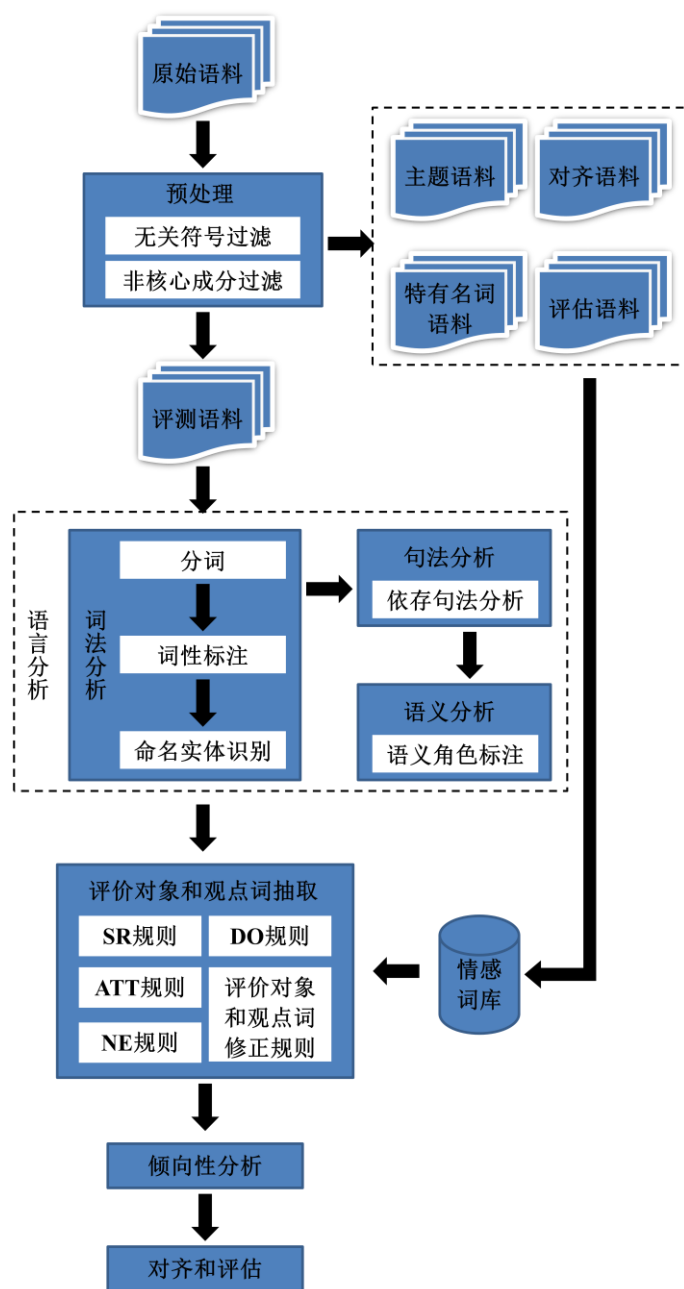 原始语料
预处理
无关符号过滤
非核心成分过滤
主题语料
对齐语料
特有名词
语料
评估语料
评测语料
语言分析
词法分析
分词
词性标注
命名实体识别
句法分析
依存句法分析
语义分析
语义角色标注
评价对象和观点词抽取
SR规则
DO规则
ATT规则
NE规则
评价对象
和观点词
修正规则
情感
词库
倾向性分析
对齐和评估